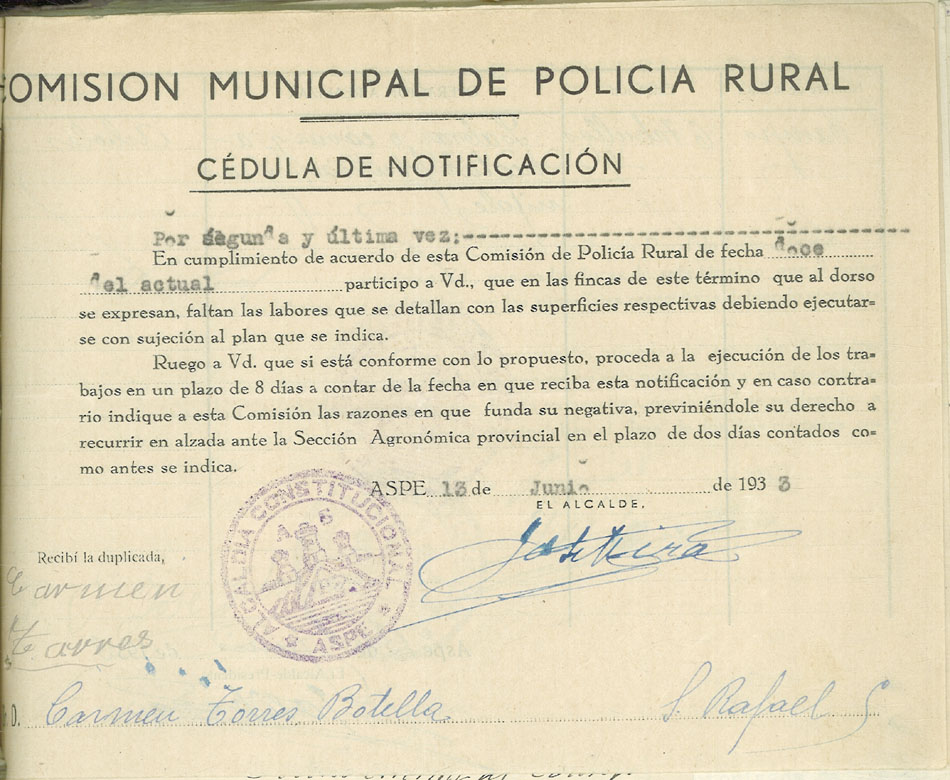 COMISION MUNICIPAL DE POLICIA RURAL
CÉDULA DE NOTIFICACIÓN
Por segunda y última vez:-
En cumplimiento de acuerdo de esta Comisión de Policía Rural de fecha doce
del actual participo a Vd., que en las fincas de este término que al dorso
se expresan, faltan las labores que se detallan con las superficies respectivas debiendo ejecutar=
se con sujeción al plan que se indica.
Ruego a Vd. que si está conforme con lo propuesto, proceda a la ejecución de los tra=
bajos en un plazo de 8 días a contar de la fecha en que reciba esta notificación y en caso contra=
rio indique a esta Comisión las razones en que funda su negativa, previniéndole su derecho a
recurrir en alzada ante la Sección Agronómica provincial en el plazo de dos días contados co=
mo antes se indica.
ASPE 13 de Junio de 1933
EL ALCALDE,
ALCALDIA CONSTITUCIONAL
ASPE
Recibí la duplicada,
Carmen
Torres
D. Carmen Torres Botella S. Rafael 5